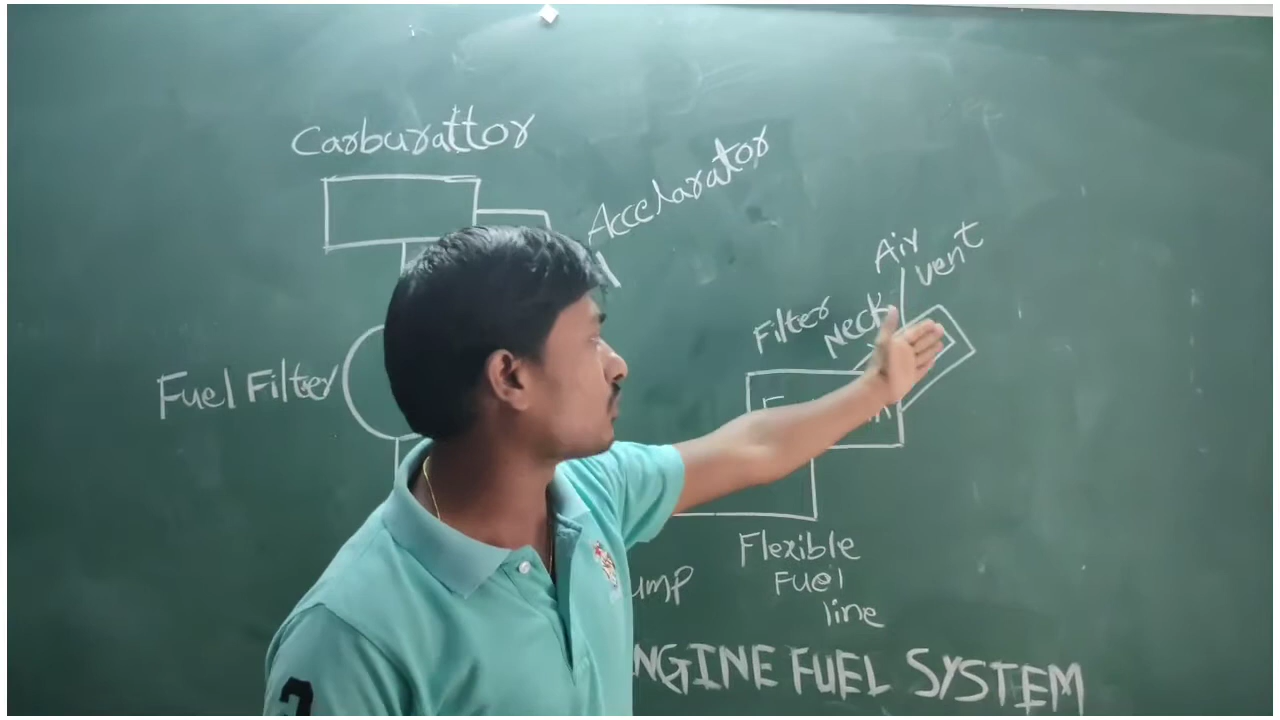 Carburattor
Accelarator
Air
vent
Filter
Neck
Fuel Filter
Flexible
Fuel
line
ump
NGINE FUEL SYSTEM